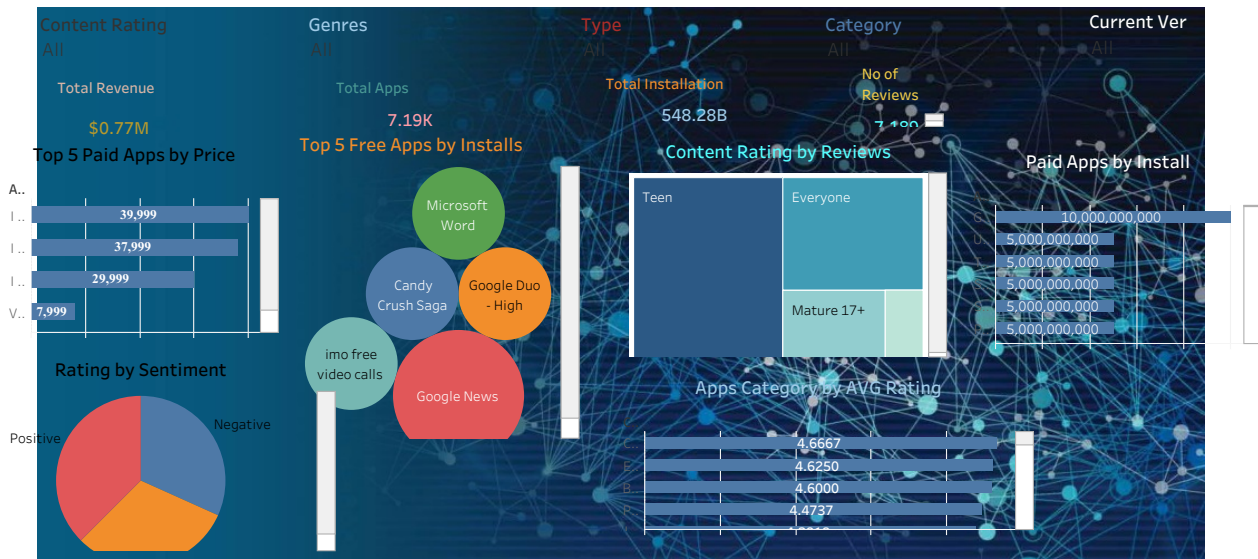 Content Rating
All
Genres
All
Type
All
Category
All
Current Ver
All
Total Revenue
$0.77M
Total Apps
7.19K
Total Installation
548.28B
No of
Reviews
7,189
Top 5 Paid Apps by Price
A..
I ..
39,999
I ..
37,999
I ..
29,999
V..
7,999
Top 5 Free Apps by Installs
Microsoft
Word
Candy
Crush Saga
Google Duo
- High
imo free
video calls
Google News
Content Rating by Reviews
Teen
Everyone
Mature 17+
Paid Apps by Install
10,000,000,000
5,000,000,000
5,000,000,000
5,000,000,000
5,000,000,000
5,000,000,000
Rating by Sentiment
Positive
Negative
Apps Category by AVG Rating
C..
4.6667
E..
4.6250
B..
4.6000
P..
4.4737